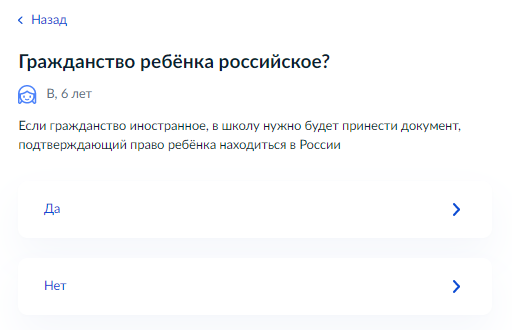 Назад
Гражданство ребёнка российское?
В, 6 лет
Если гражданство иностранное, в школу нужно будет принести документ,
подтверждающий право ребёнка находиться в России
Да
Нет